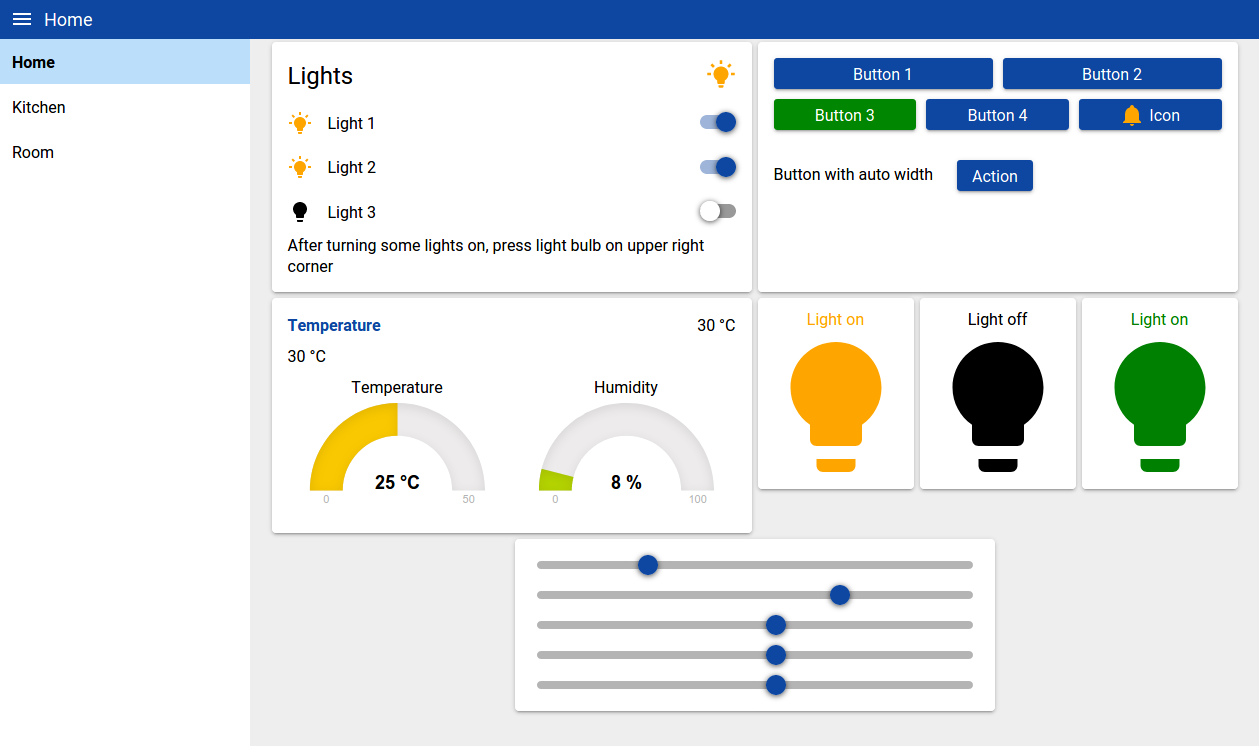 Home
Home
Kitchen
Room
Lights
Light 1
Light 2
Light 3
After turning some lights on, press light bulb on upper right
corner
Button 1 Button 2
Button 3 Button 4 Icon
Button with auto width Action
Temperature 30 °C
30 °C
Temperature Humidity
25 °C 8 %
0 50 0 100
Light on Light off Light on